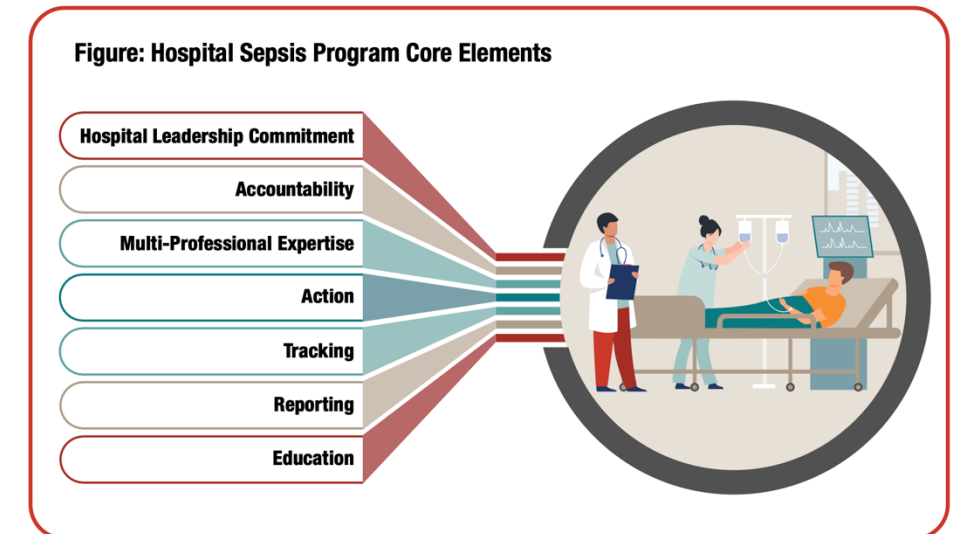 Figure: Hospital Sepsis Program Core Elements
Hospital Leadership Commitment
Accountability
Multi-Professional Expertise
Action
Tracking
Reporting
Education